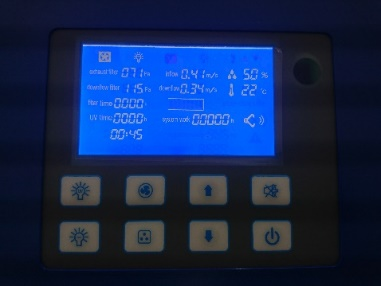 exhaust filter 071 Pa inflow 0.41 m/s 50 %
downflow filter 115 Pa downflow 0.34 m/s 22 °C
filter time: 0000 h
UV time: 0000 h system work 00000 h
00:45